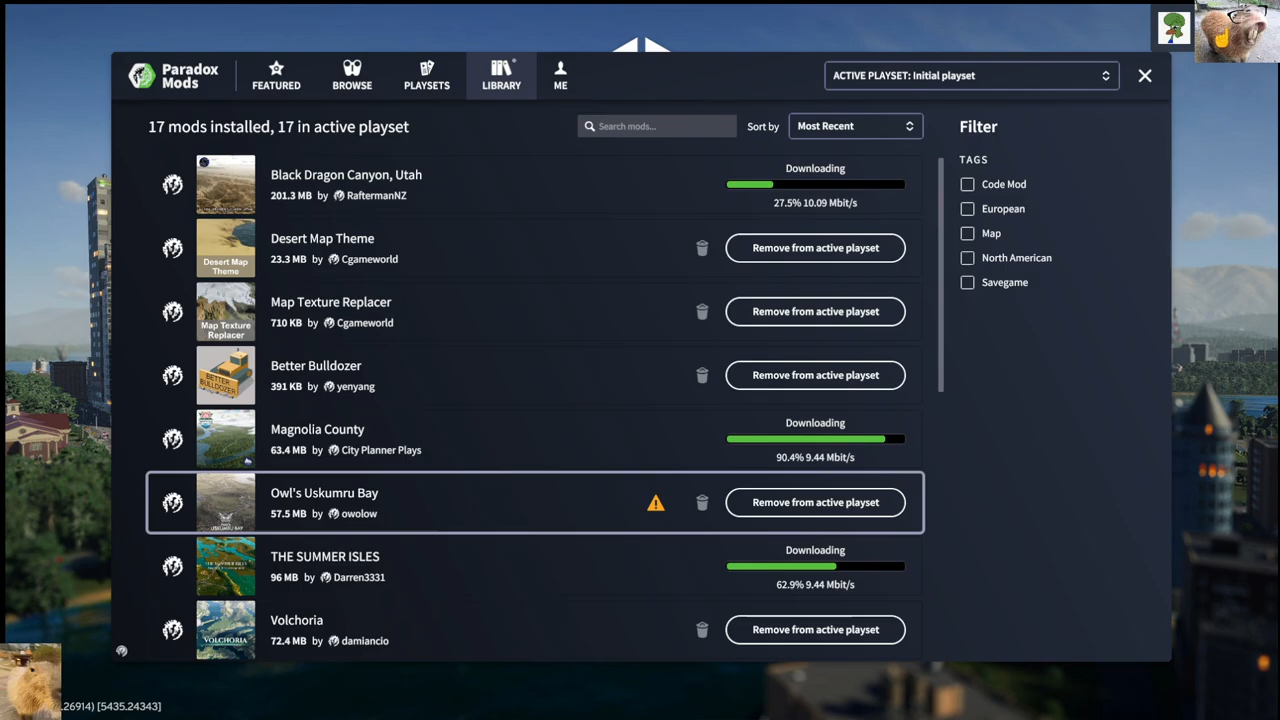 Paradox
Mods
FEATURED
BROWSE
PLAYSETS
LIBRARY
ME
ACTIVE PLAYSET: Initial playset
17 mods installed, 17 in active playset
Search mods...
Sort by
Most Recent
Filter
TAGS
Code Mod
European
Map
North American
Savegame
Black Dragon Canyon, Utah
201.3 MB by RaftermanNZ
Downloading
27.5% 10.09 Mbit/s
Desert Map
Theme
Desert Map Theme
23.3 MB by Cgameworld
Remove from active playset
Map Texture
Replacer
Map Texture Replacer
710 KB by Cgameworld
Remove from active playset
BETTER
BULLDOZER
Better Bulldozer
391 KB by yenyang
Remove from active playset
Magnolia County
63.4 MB by City Planner Plays
Downloading
90.4% 9.44 Mbit/s
USKUMRU BAY
Owl's Uskumru Bay
57.5 MB by owolow
Remove from active playset
THE SUMMER ISLES
THE SUMMER ISLES
96 MB by Darren3331
Downloading
62.9% 9.44 Mbit/s
VOLCHORIA
Volchoria
72.4 MB by damiancio
Remove from active playset
.26914) [5435.24343]